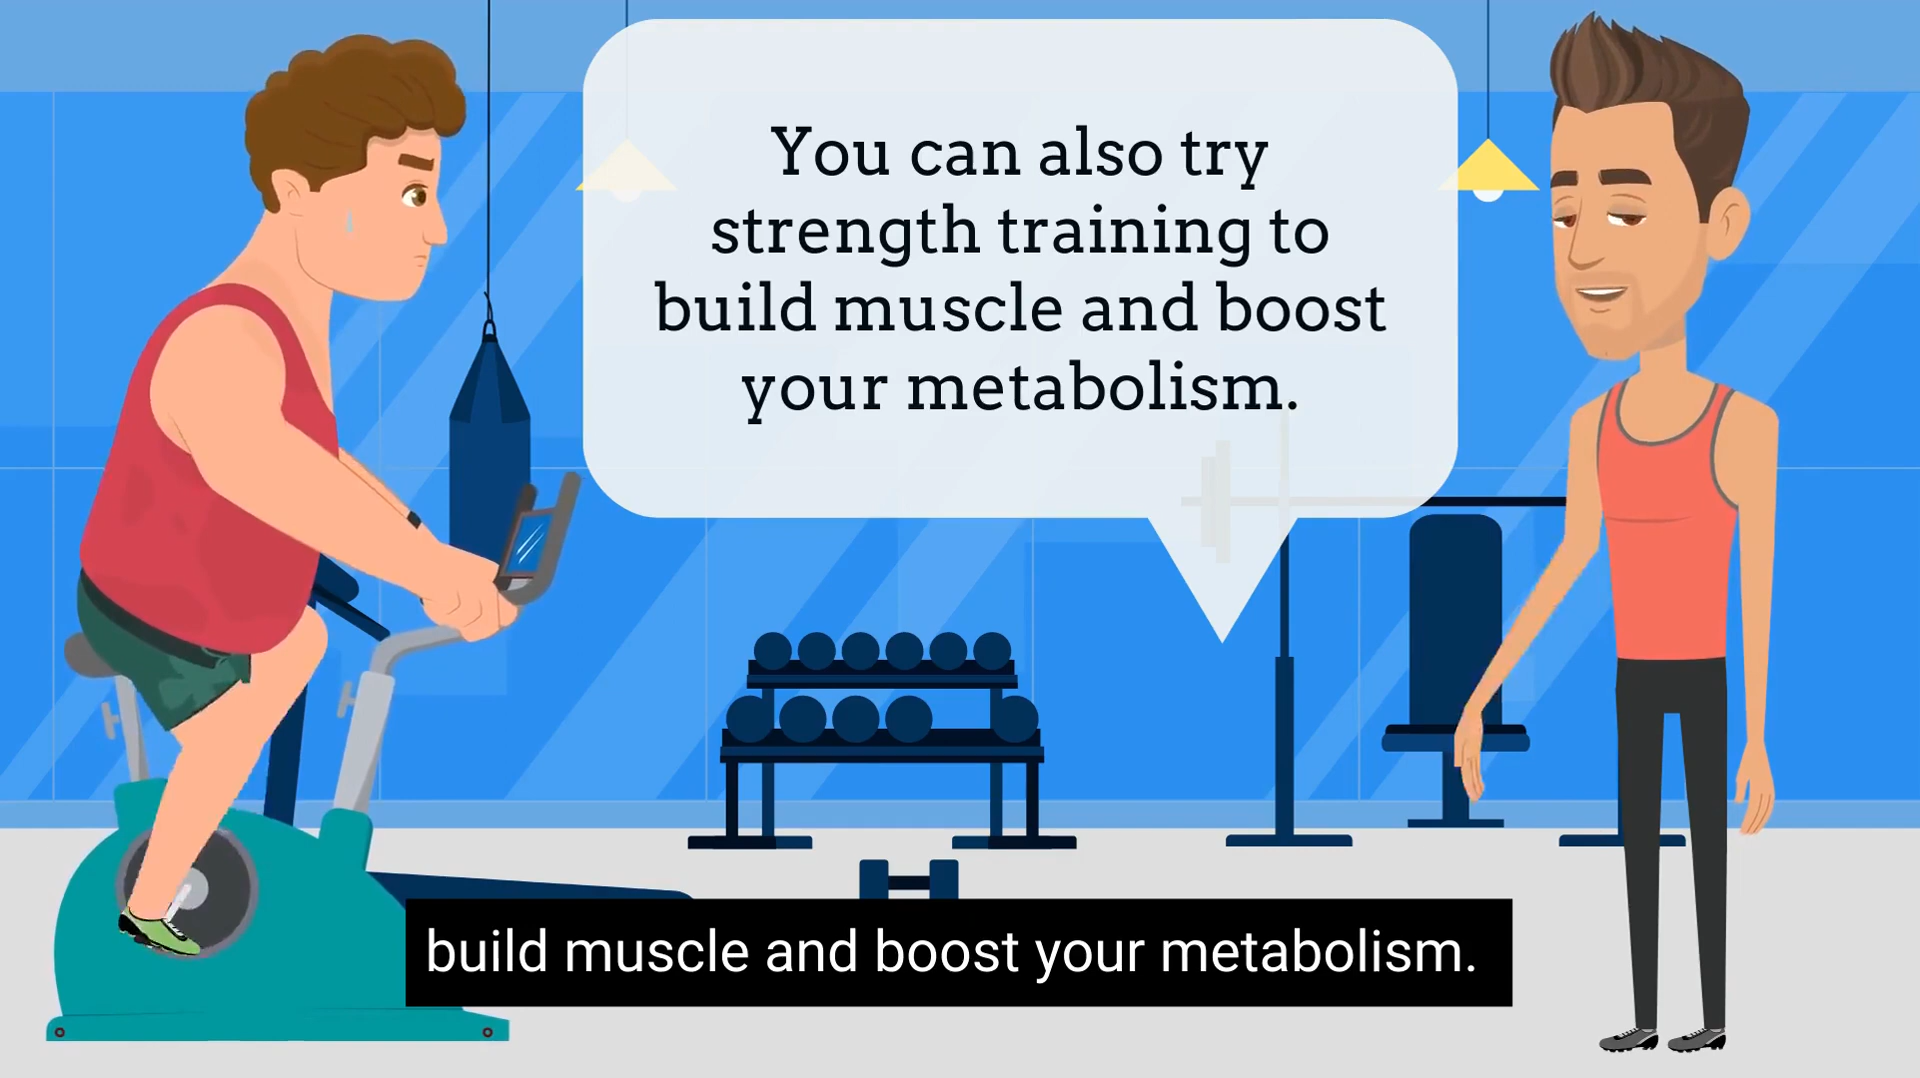 You can also try
strength training to
build muscle and boost
your metabolism.
build muscle and boost your metabolism.